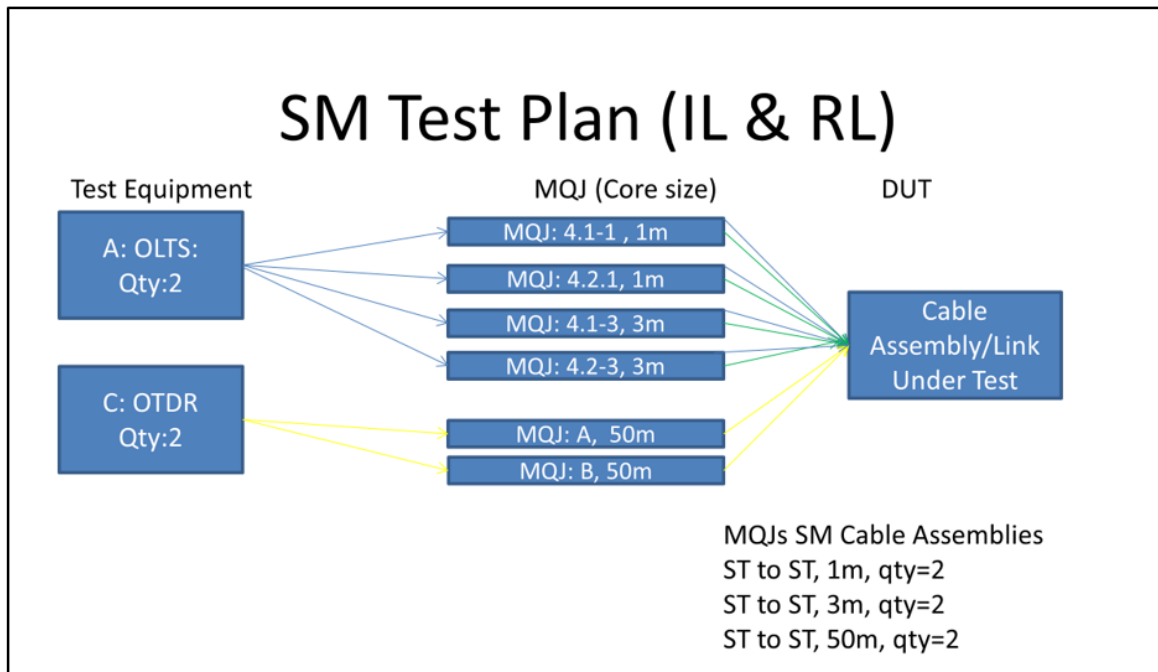 SM Test Plan (IL & RL)
Test Equipment
MQJ (Core size)
DUT
A: OLTS:
Qty:2
MQJ: 4.1-1 , 1m
MQJ: 4.2.1, 1m
MQJ: 4.1-3, 3m
MQJ: 4.2-3, 3m
Cable
Assembly/Link
Under Test
C: OTDR
Qty:2
MQJ: A,  50m
MQJ: B, 50m
MQJs SM Cable Assemblies
ST to ST, 1m, qty=2
ST to ST, 3m, qty=2
ST to ST, 50m, qty=2